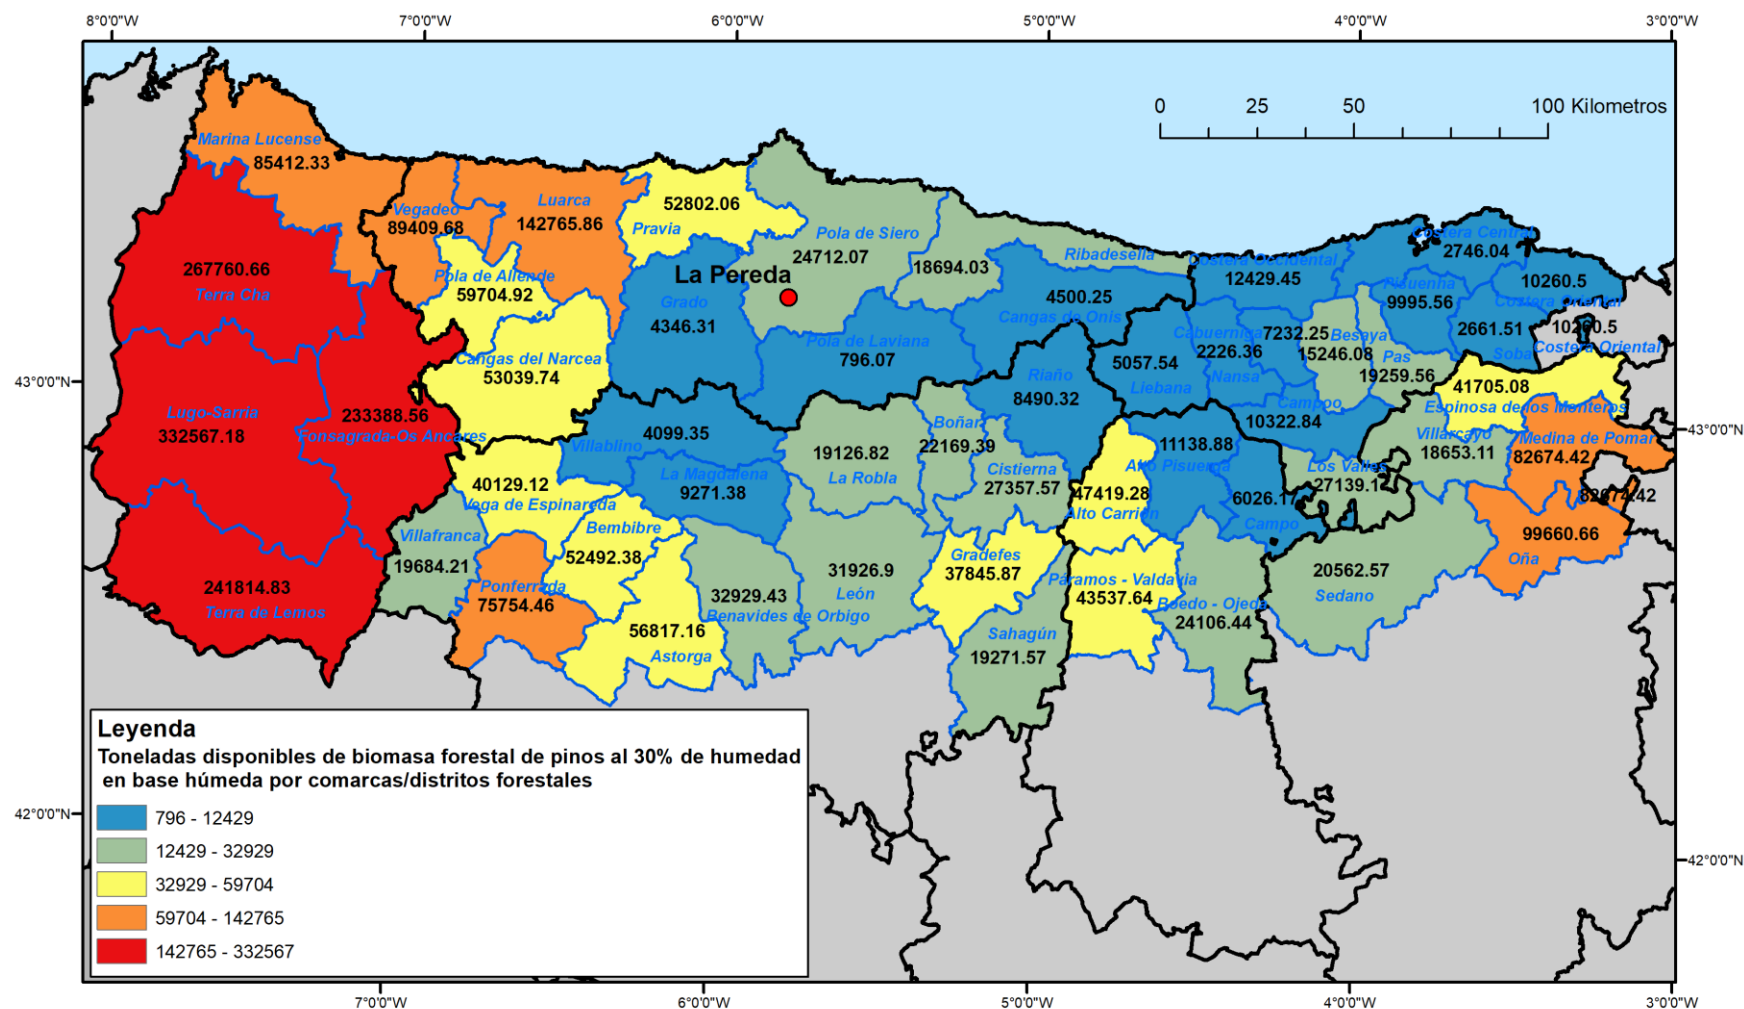 8°0'0"W 7°0'0"W 6°0'0"W 5°0'0"W 4°0'0"W 3°0'0"W
0 25 50 100 Kilometros
Marina Lucense
85412.33
Vegadeo
89409.68
Luarca
142765.86
52802.06
Pravia
Pola de Siero
24712.07
18694.03
Ribadesella
Costera Occidental
12429.45
Costera Central
2746.04
10260.5
Costera Oriental
Pisuenha
9995.56
10260.5
Costera Oriental
267760.66
Terra Cha
Pola de Allende
59704.92
La Pereda
Grado
4346.31
4500.25
Cangas de Onis
Pola de Laviana
796.07
Cabuerniga
2226.36
7232.25
Besaya
15246.08
2661.51
Soba
Cangas del Narcea
53039.74
5057.54
Liebana
Nansa
Pas
19259.56
43°0'0"N
Riaño
8490.32
41705.08
Espinosa de los Monteros
Lugo-Sarria
332567.18
233388.56
Fonsagrada-Os Ancares
Campoo
10322.84
43°0'0"N
Villablino
4099.35
Boñar
22169.39
11138.88
Alto Pisuerga
Villarcayo
18653.11
Medina de Pomar
82674.42
19126.82
La Robla
La Magdalena
9271.38
Cistierna
27357.57
Los Valles
27139.1
40129.12
Vega de Espinareda
47419.28
Alto Carrión
6026.17
Campo
82674.42
Villafranca
19684.21
Bembibre
52492.38
99660.66
Oña
Gradefes
37845.87
31926.9
León
20562.57
Sedano
241814.83
Terra de Lemos
Ponferrada
75754.46
32929.43
Benavides de Orbigo
Páramos - Valdavia
43537.64
Boedo - Ojeda
24106.44
56817.16
Astorga
Sahagún
19271.57
Leyenda
Toneladas disponibles de biomasa forestal de pinos al 30% de humedad
en base húmeda por comarcas/distritos forestales
796 - 12429
12429 - 32929
32929 - 59704
59704 - 142765
142765 - 332567
42°0'0"N
42°0'0"N
7°0'0"W 6°0'0"W 5°0'0"W 4°0'0"W 3°0'0"W